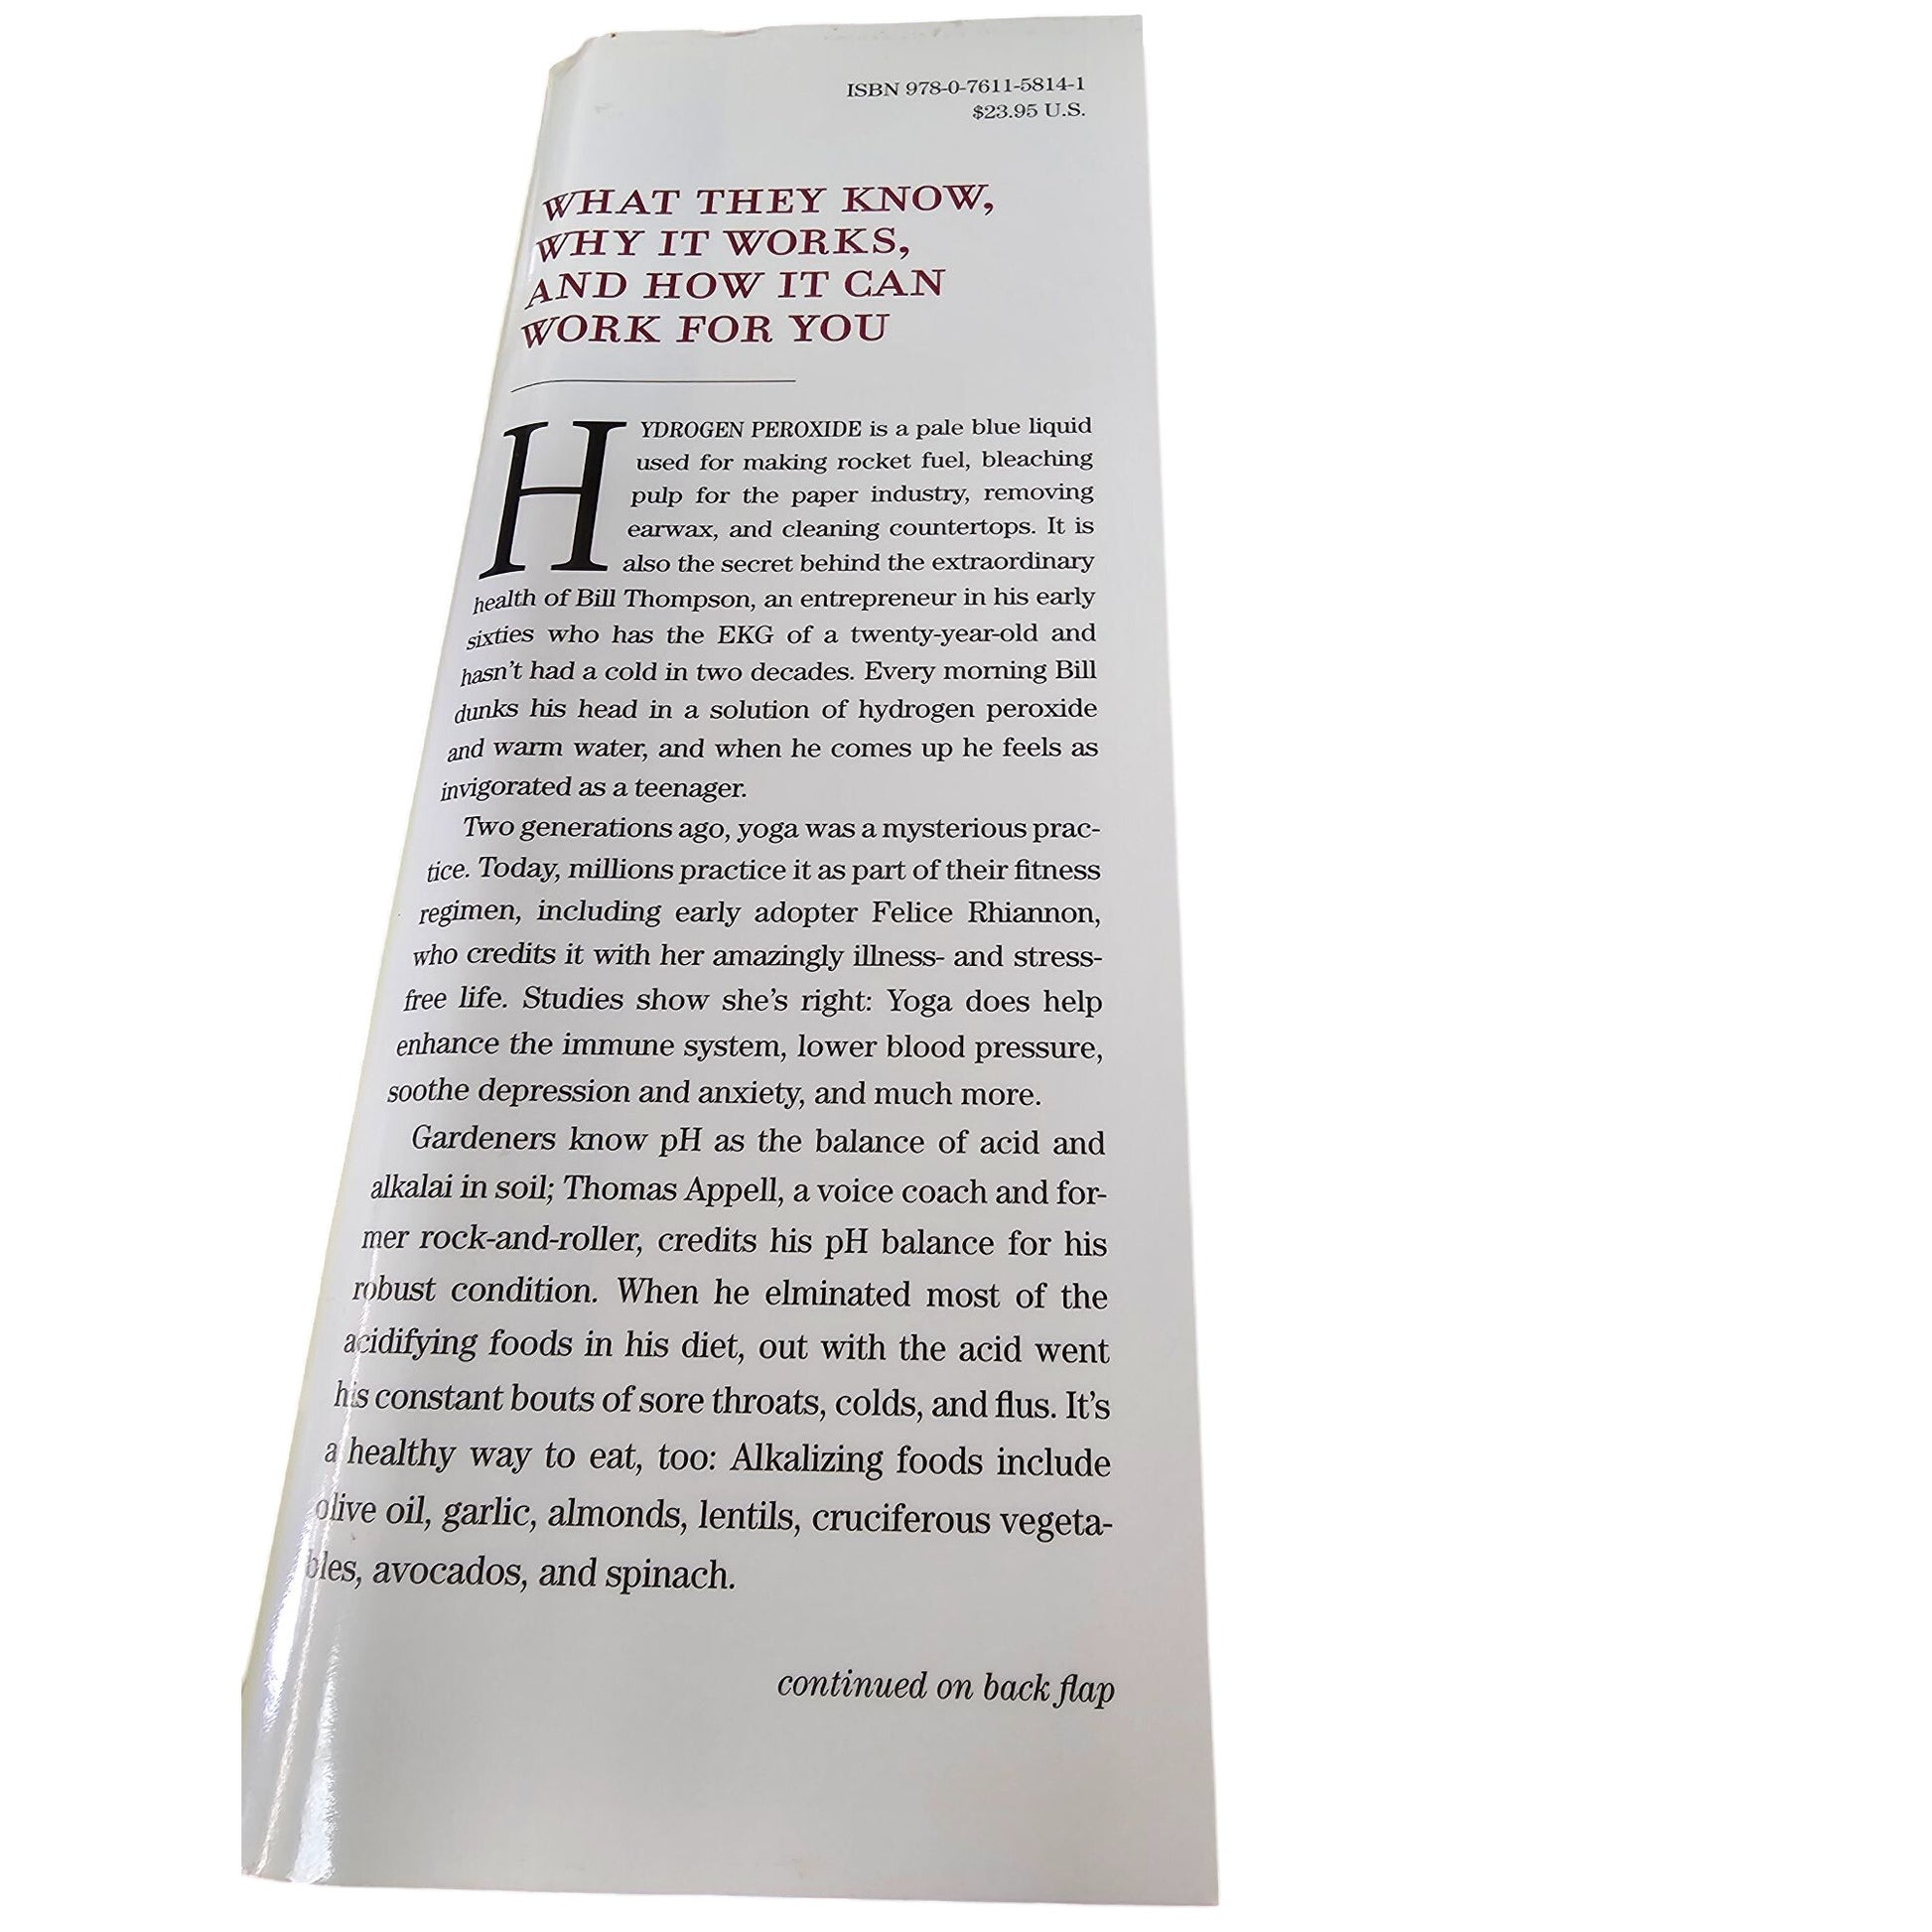 ISBN 978-0-7611-5814-1
$23.95 U.S.
WHAT THEY KNOW,
WHY IT WORKS,
AND HOW IT CAN
WORK FOR YOU
HYDROGEN PEROXIDE is a pale blue liquid
used for making rocket fuel, bleaching
pulp for the paper industry, removing
earwax, and cleaning countertops. It is
also the secret behind the extraordinary
health of Bill Thompson, an entrepreneur in his early
sixties who has the EKG of a twenty-year-old and
hasn't had a cold in two decades. Every morning Bill
dunks his head in a solution of hydrogen peroxide
and warm water, and when he comes up he feels as
invigorated as a teenager.
Two generations ago, yoga was a mysterious prac-
tice. Today, millions practice it as part of their fitness
regimen, including early adopter Felice Rhiannon,
who credits it with her amazingly illness- and stress-
free life. Studies show she's right: Yoga does help
enhance the immune system, lower blood pressure,
soothe depression and anxiety, and much more.
Gardeners know pH as the balance of acid and
alkalai in soil; Thomas Appell, a voice coach and for-
mer rock-and-roller, credits his pH balance for his
robust condition. When he elminated most of the
acidifying foods in his diet, out with the acid went
his constant bouts of sore throats, colds, and flus. It's
a healthy way to eat, too: Alkalizing foods include
olive oil, garlic, almonds, lentils, cruciferous vegeta-
bles, avocados, and spinach.
continued on back flap